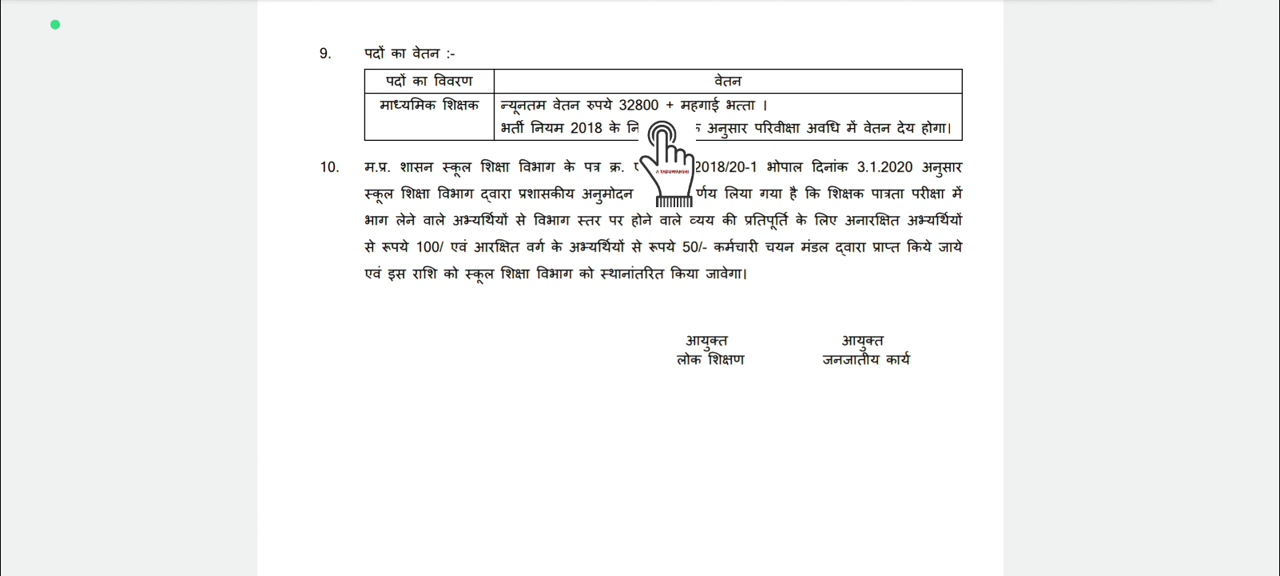 9. पदों का वेतन :-
पदों का विवरण वेतन
माध्यमिक शिक्षक न्यूनतम वेतन रुपये 32800 + महगाई भत्ता ।
भर्ती नियम 2018 के अनुसार परिवीक्षा अवधि में वेतन देय होगा।
10. म.प्र. शासन स्कूल शिक्षा विभाग के पत्र क्र. 2018/20-1 भोपाल दिनांक 3.1.2020 अनुसार
स्कूल शिक्षा विभाग द्वारा प्रशासकीय अनुमोदन लिया गया है कि शिक्षक पात्रता परीक्षा में
भाग लेने वाले अभ्यर्थियों से विभाग स्तर पर होने वाले व्यय की प्रतिपूर्ति के लिए अनारक्षित अभ्यर्थियों
से रूपये 100/ एवं आरक्षित वर्ग के अभ्यर्थियों से रूपये 50/- कर्मचारी चयन मंडल द्वारा प्राप्त किये जाये
एवं इस राशि को स्कूल शिक्षा विभाग को स्थानांतरित किया जावेगा।
आयुक्त आयुक्त
लोक शिक्षण जनजातीय कार्य